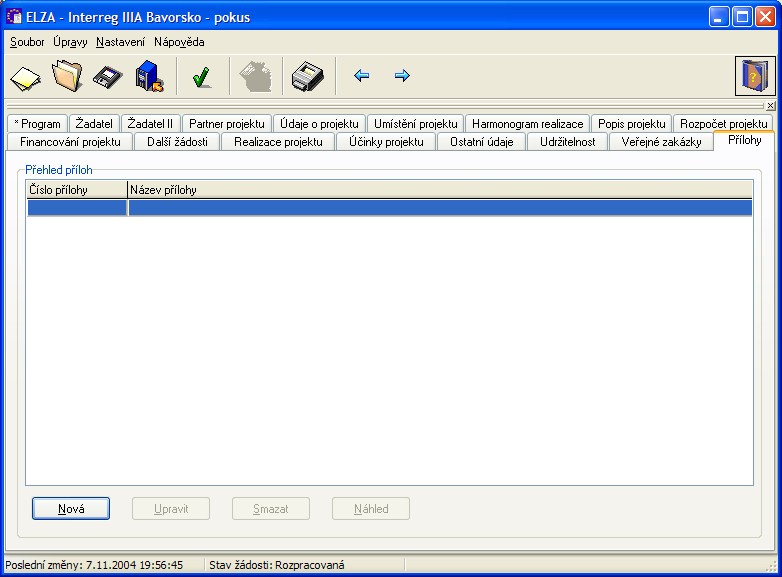 ELZA - Interreg IIIA Bavorsko - pokus
Soubor Úpravy Nastavení Nápověda
* Program Žadatel Žadatel II Partner projektu Údaje o projektu Umístění projektu Harmonogram realizace Popis projektu Rozpočet projektu
Financování projektu Další žádosti Realizace projektu Účinky projektu Ostatní údaje Udržitelnost Veřejné zakázky Přílohy
Přehled příloh
Číslo přílohy Název přílohy
Nová Upravit Smazat Náhled
Poslední změny: 7.11.2004 19:56:45 Stav žádosti: Rozpracovaná